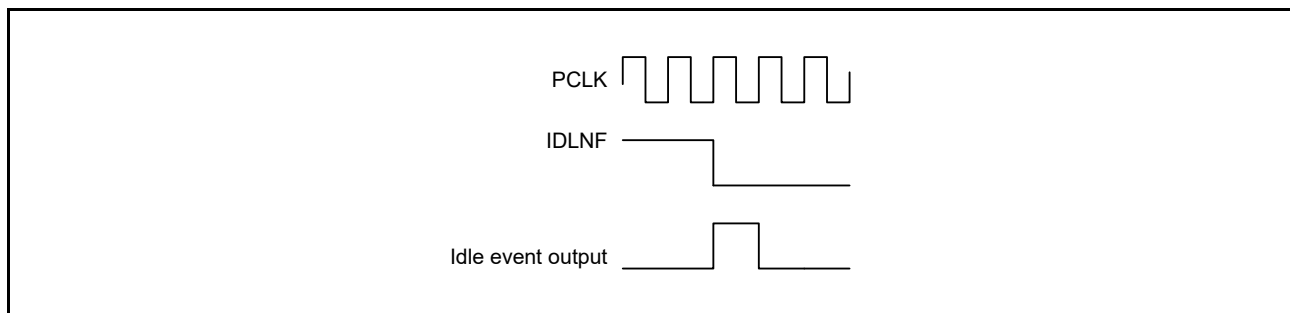 PCLK
IDLNF
Idle event output